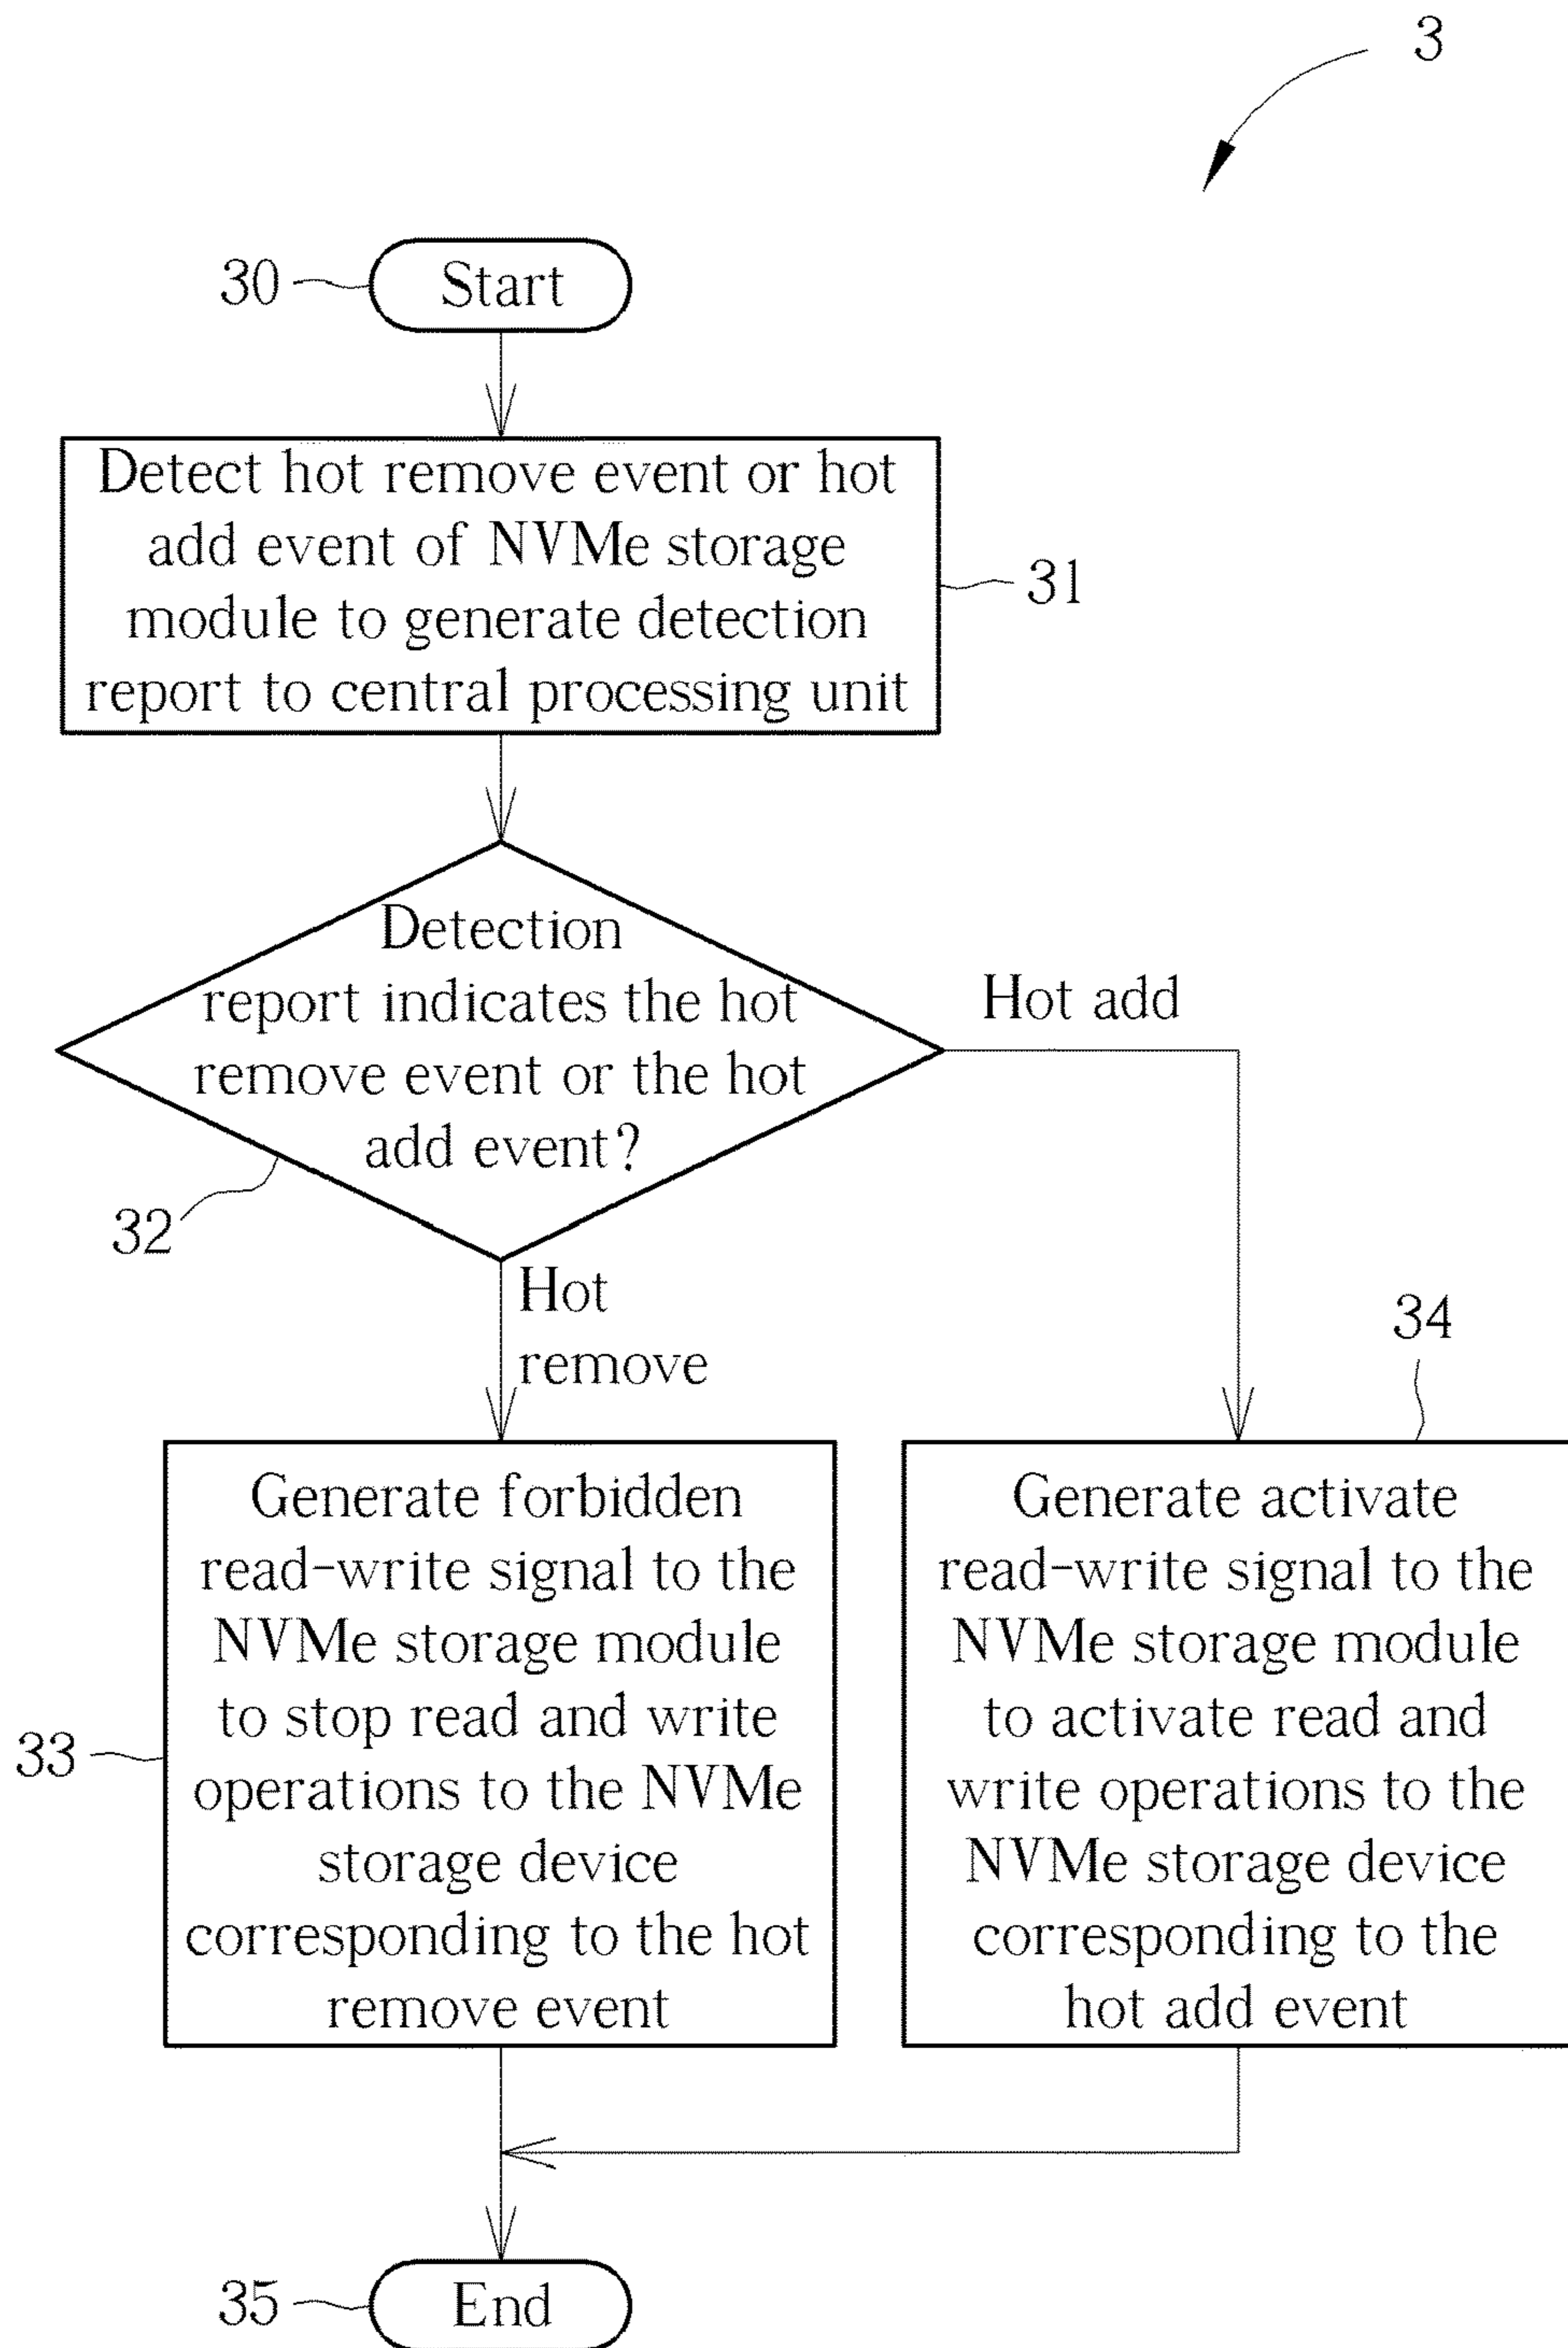 3
30
Start
Detect hot remove event or hot
add event of NVMe storage
module to generate detection
report to central processing unit
31
Detection
report indicates the hot
remove event or the hot
add event?
32
Hot add
Hot
remove
34
Generate forbidden
read-write signal to the
NVMe storage module
to stop read and write
operations to the NVMe
storage device
corresponding to the hot
remove event
33
Generate activate
read-write signal to the
NVMe storage module
to activate read and
write operations to the
NVMe storage device
corresponding to the
hot add event
35
End